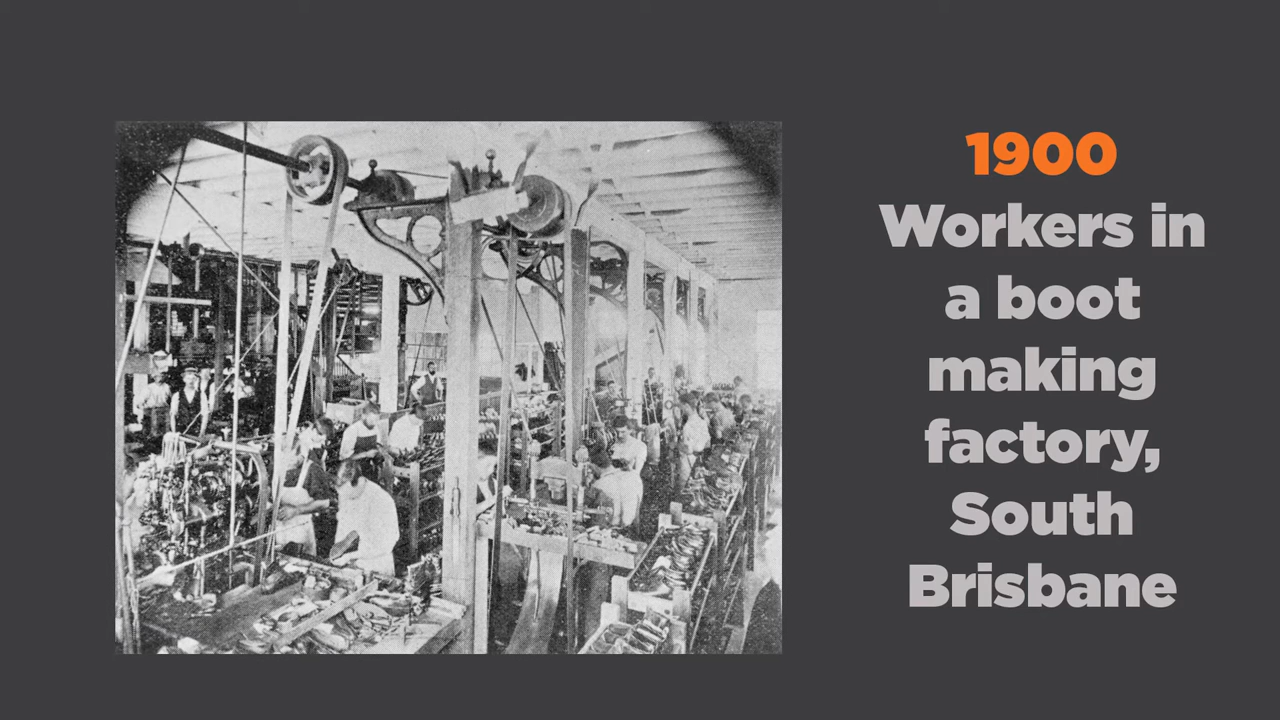 1900
Workers in
a boot
making
factory,
South
Brisbane